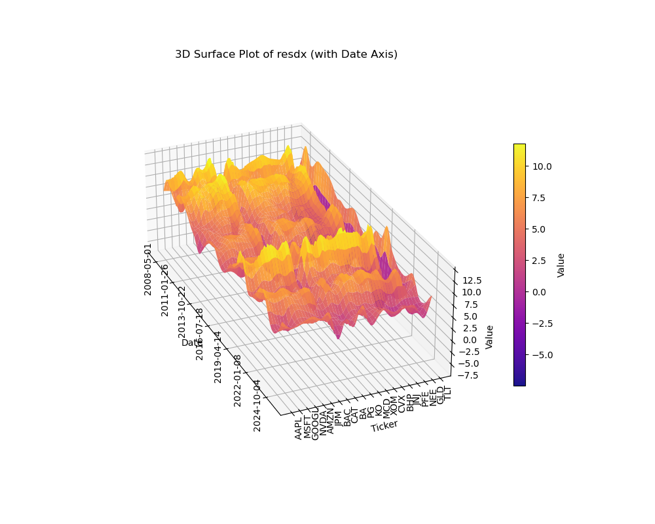 3D Surface Plot of resdx (with Date Axis)
10.0
7.5
5.0
2.5
0.0
−2.5
−5.0
Value
12.5
10.0
7.5
5.0
2.5
0.0
−2.5
−5.0
−7.5
Value
2008-05-01
2011-01-26
2013-10-22
2016-07-18
2019-04-14
2022-01-08
2024-10-04
Date
AAPL
MSFT
GOOGL
NVDA
AMZN
JPM
BAC
CAT
BA
PG
KO
MCD
XOM
CVX
BHP
JNJ
PFE
NEE
GLD
TLT
Ticker